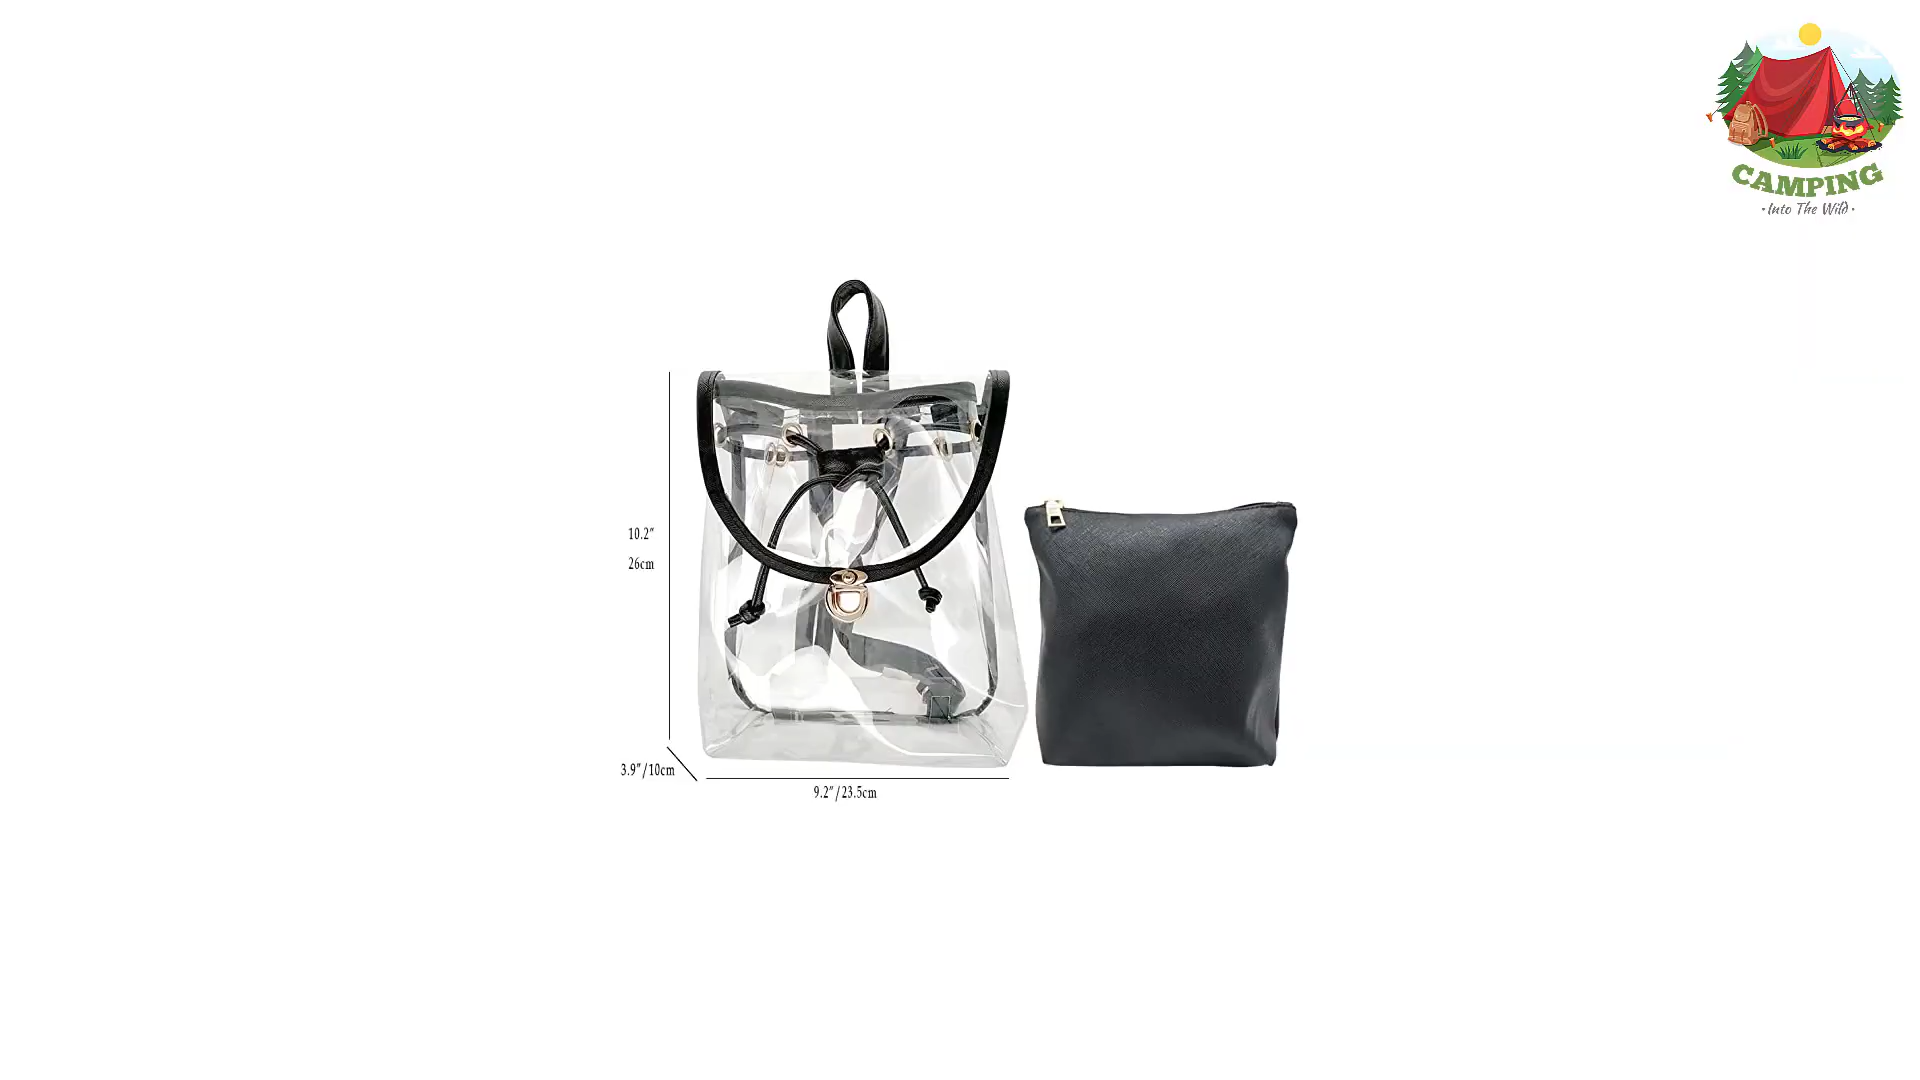 CAMPING
·Into The Wild·
10.2"
26cm
3.9"/10cm
9.2"/23.5cm